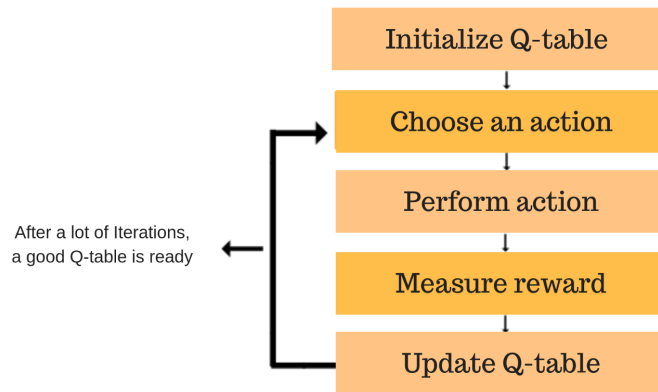 Initialize Q-table
Choose an action
Perform action
After a lot of Iterations,
a good Q-table is ready
Measure reward
Update Q-table